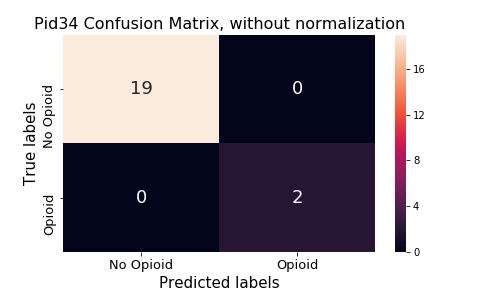 Pid34 Confusion Matrix, without normalization
True labels
No Opioid
Opioid
19
0
0
2
No Opioid
Opioid
Predicted labels
16
12
8
4
0